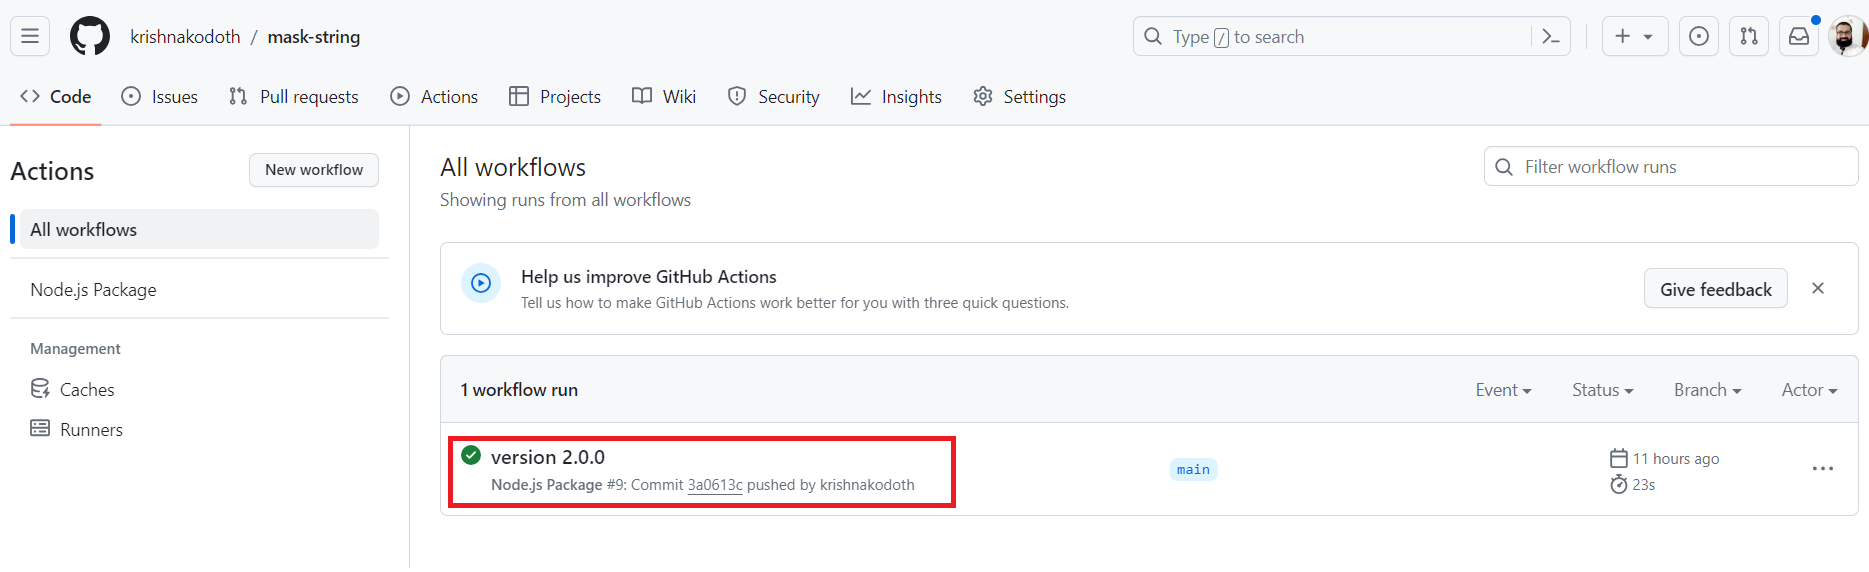 krishnakodoth / mask-string
Type / to search
Code Issues Pull requests Actions Projects Wiki Security Insights Settings
Actions
New workflow
All workflows
Node.js Package
Management
Caches
Runners
All workflows
Showing runs from all workflows
Filter workflow runs
Help us improve GitHub Actions
Tell us how to make GitHub Actions work better for you with three quick questions.
Give feedback
1 workflow run
Event Status Branch Actor
version 2.0.0
Node.js Package #9: Commit 3a0613c pushed by krishnakodoth
main
11 hours ago
23s